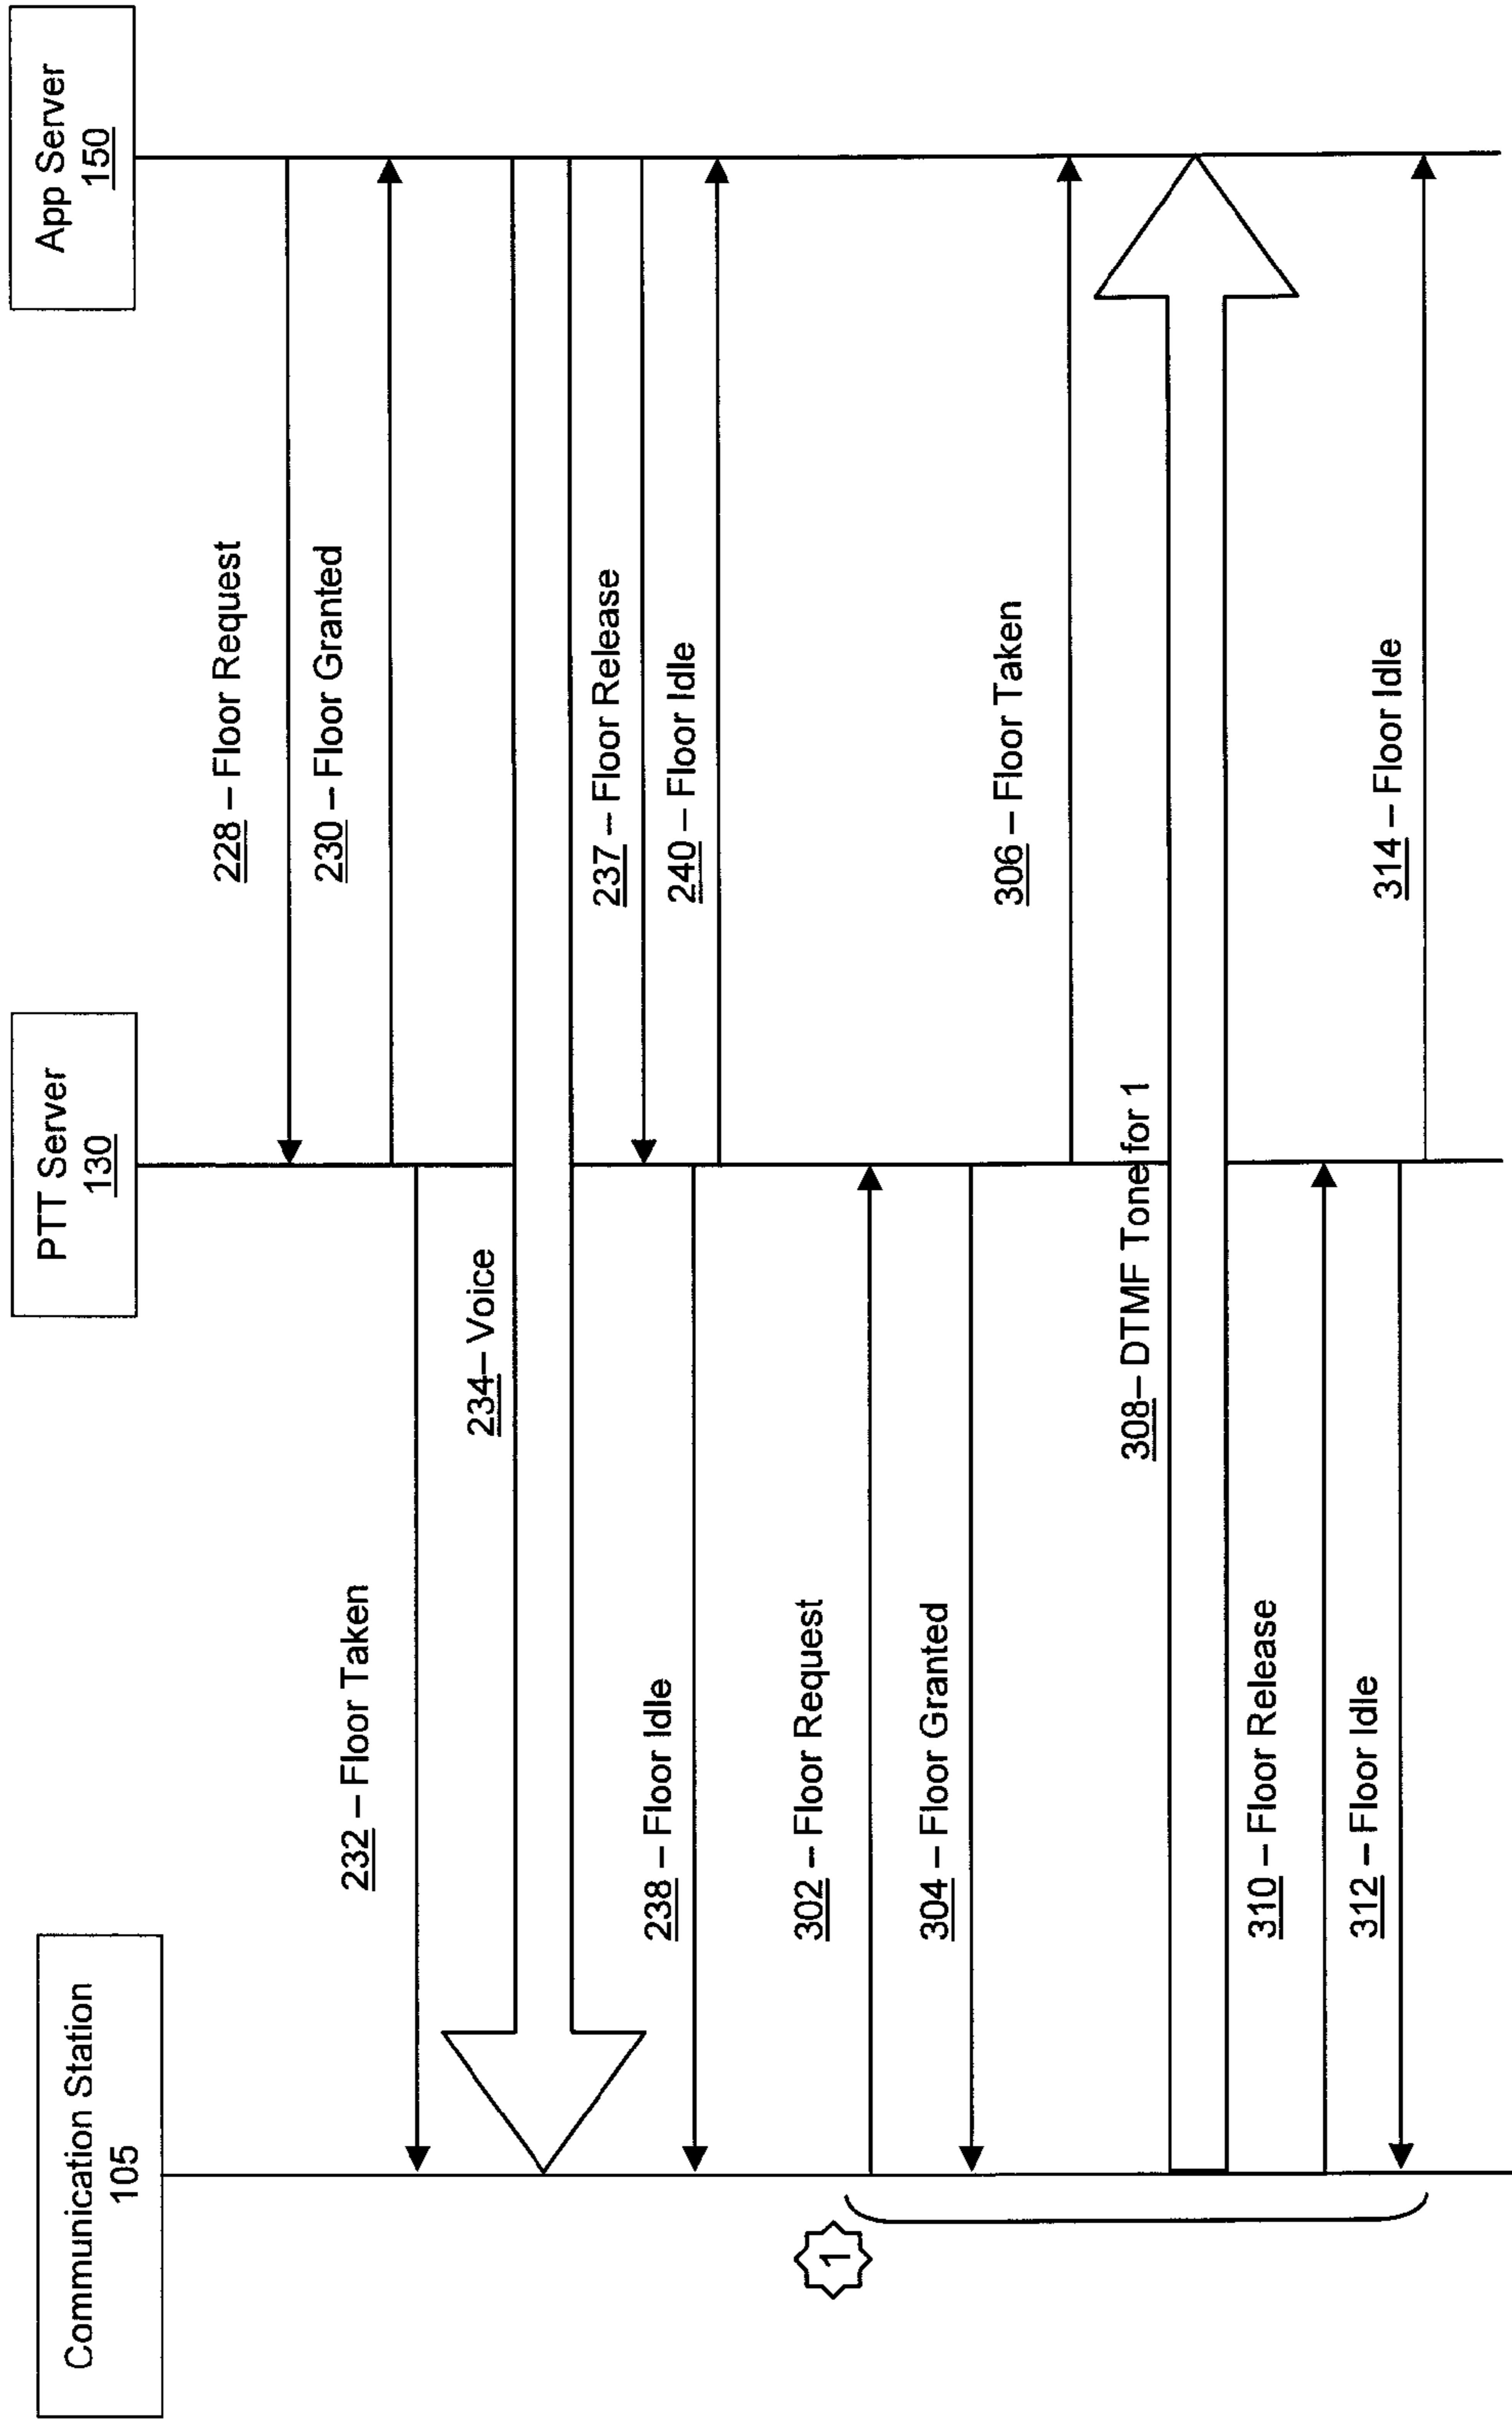 Communication Station
105
PTT Server
130
App Server
150
228 – Floor Request
230 – Floor Granted
232 – Floor Taken
234– Voice
237 – Floor Release
238 – Floor Idle
240 – Floor Idle
1
302 – Floor Request
304 – Floor Granted
306 – Floor Taken
308– DTMF Tone for 1
310 – Floor Release
312 – Floor Idle
314 – Floor Idle